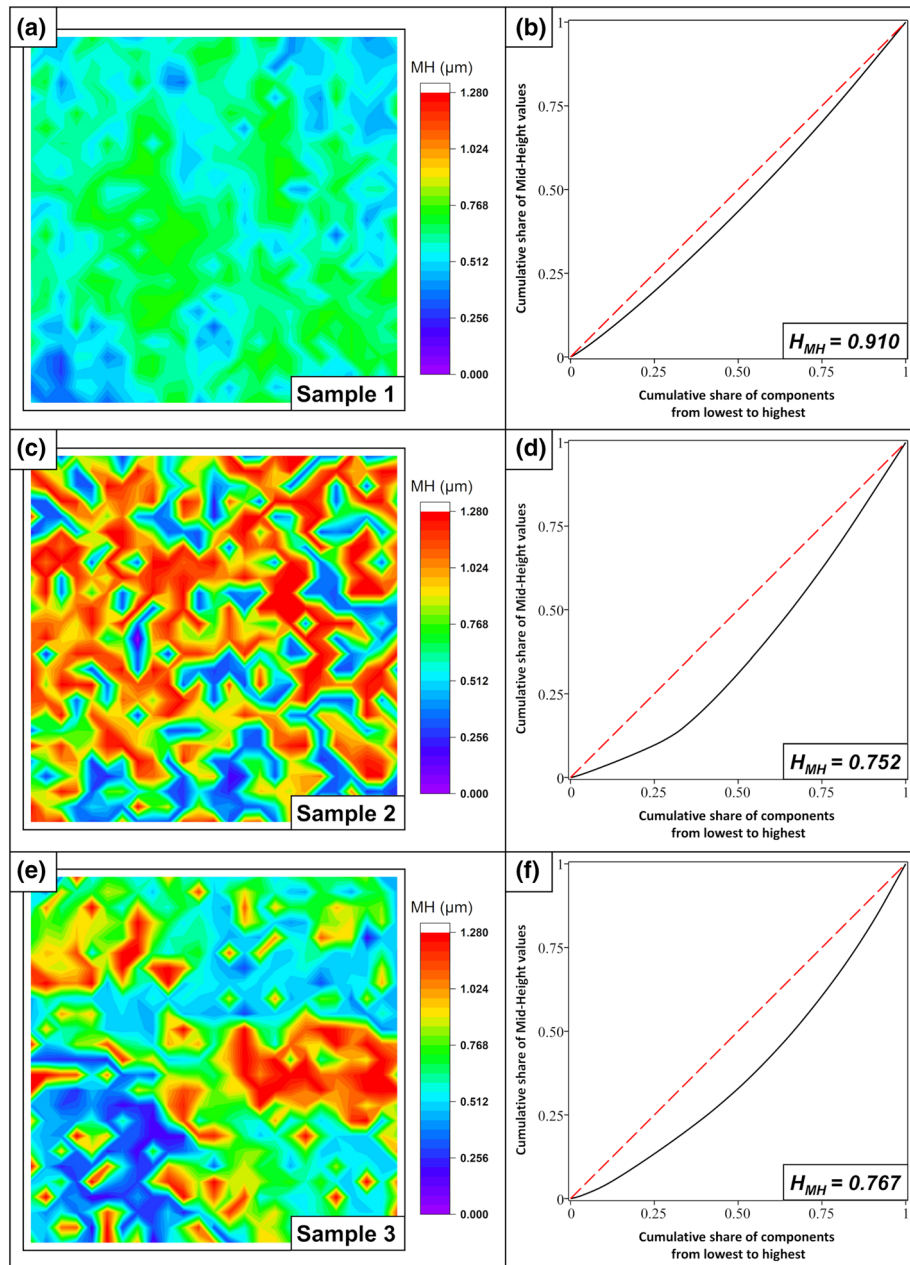 (a)
MH (µm)
1.280
1.024
0.768
0.512
0.256
0.000
Sample 1
(b)
Cumulative share of Mid-Height values
1
0.75
0.50
0.25
0
0
0.25
0.50
0.75
1
H_MH = 0.910
Cumulative share of components
from lowest to highest
(c)
MH (µm)
1.280
1.024
0.768
0.512
0.256
0.000
Sample 2
(d)
Cumulative share of Mid-Height values
1
0.75
0.50
0.25
0
0
0.25
0.50
0.75
1
H_MH = 0.752
Cumulative share of components
from lowest to highest
(e)
MH (µm)
1.280
1.024
0.768
0.512
0.256
0.000
Sample 3
(f)
Cumulative share of Mid-Height values
1
0.75
0.50
0.25
0
0
0.25
0.50
0.75
1
H_MH = 0.767
Cumulative share of components
from lowest to highest